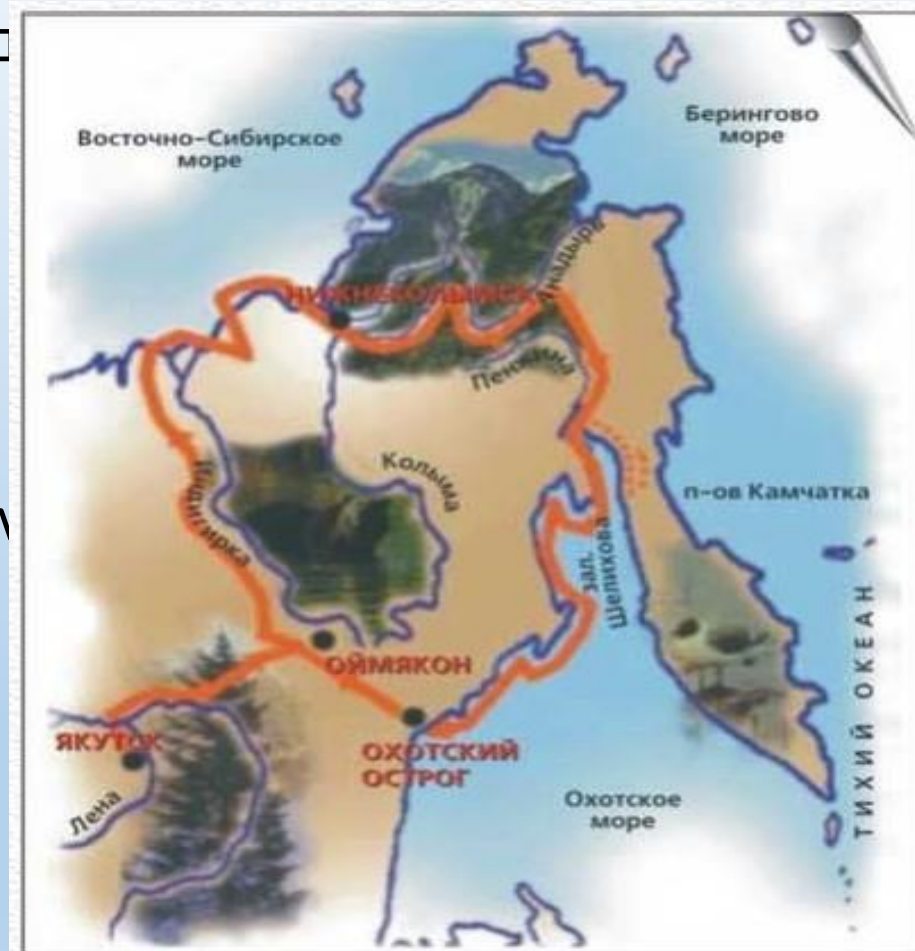 Восточно-Сибирское
море
Берингово
море
НИЖНЕКОЛЫМСК
Анадырь
Пенжина
Колыма
Индигирка
п-ов Камчатка
зал.
Шелихова
ОЙМЯКОН
ЯКУТСК
ОХОТСКИЙ
ОСТРОГ
Лена
Охотское
море
ТИХИЙ ОКЕАН